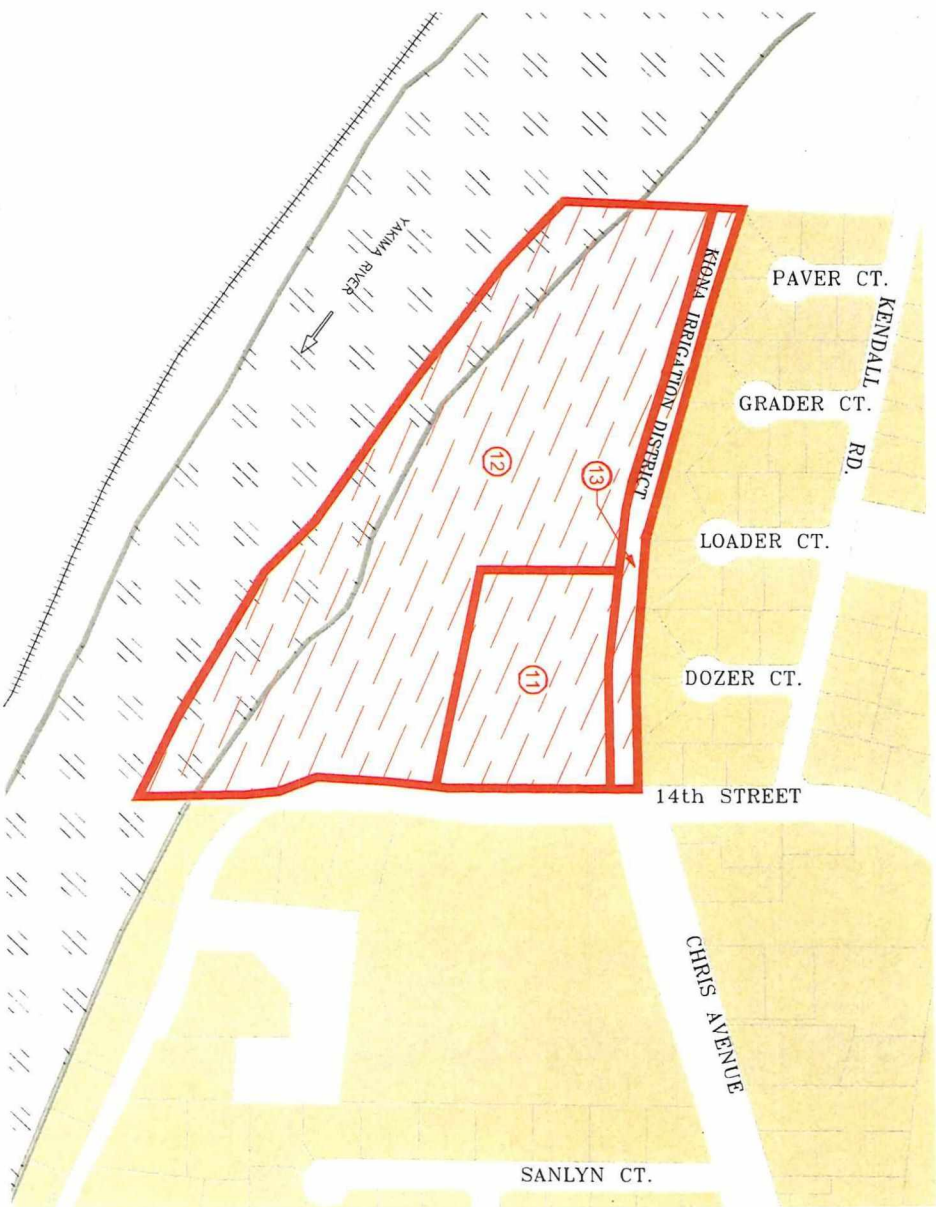 PAVER CT.
KENDALL RD.
GRADER CT.
LOADER CT.
DOZER CT.
KIONA IRRIGATION DISTRICT
YAKIMA RIVER
12
13
11
14th STREET
CHRIS AVENUE
SANLYN CT.